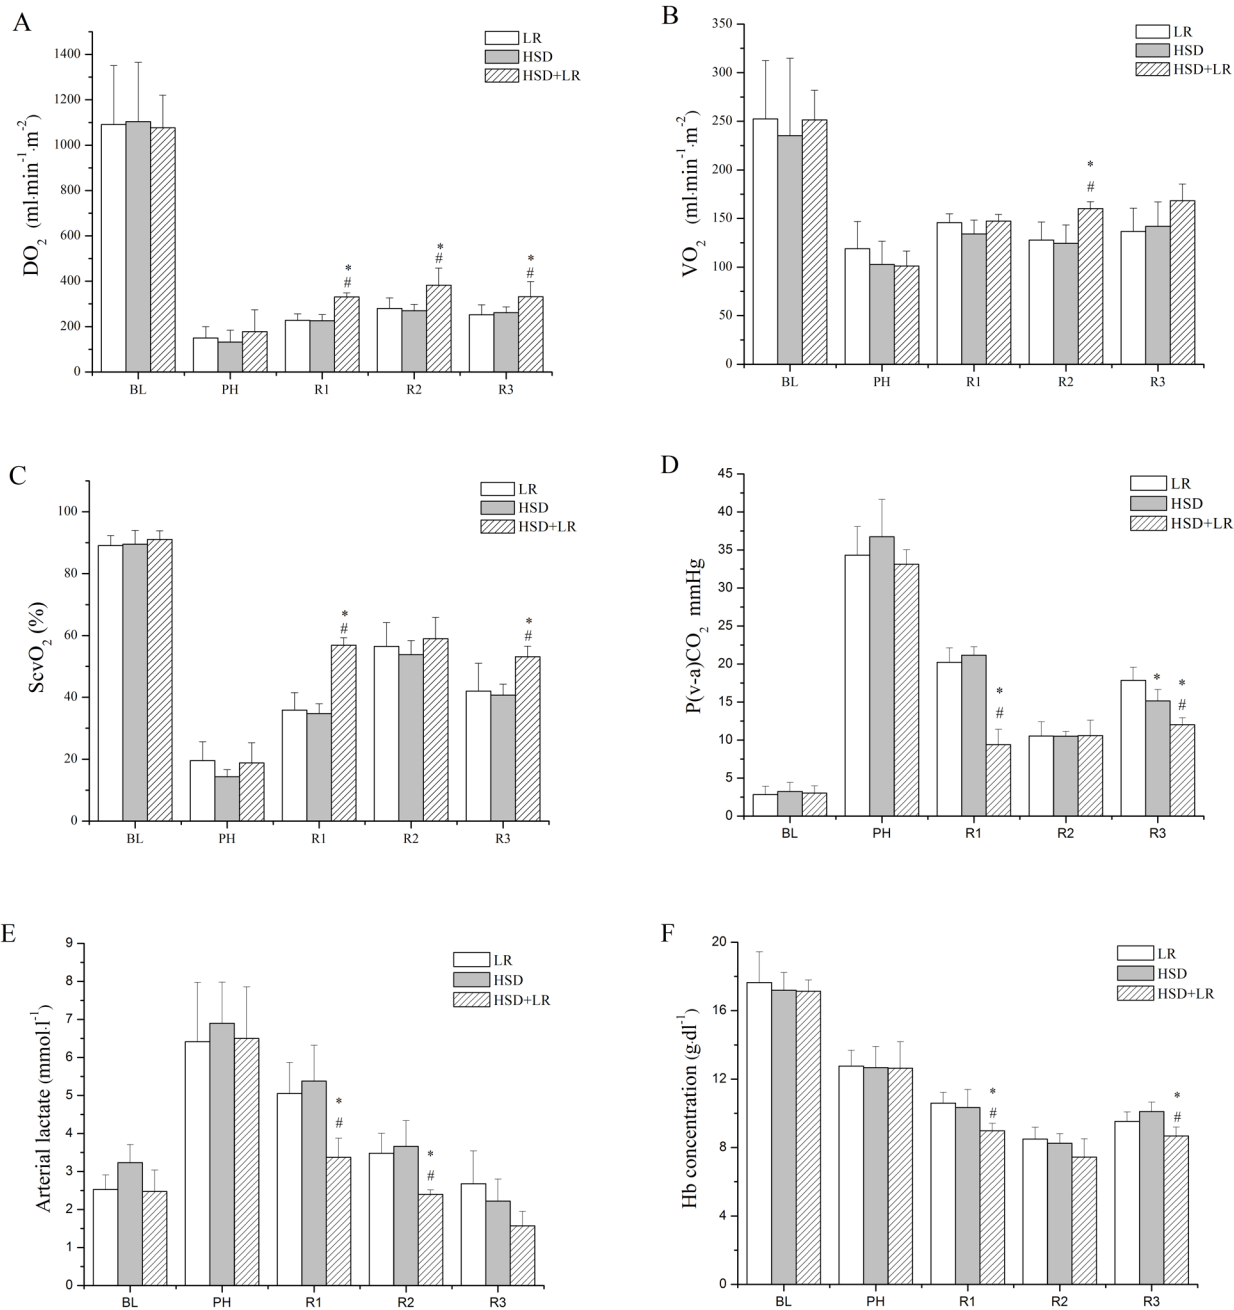 A
DO2 (ml·min-1·m-2)
1400
1200
1000
800
600
400
200
0
LR
HSD
HSD+LR
*
#
*
#
*
#
BL PH R1 R2 R3
B
VO2 (ml·min-1·m-2)
350
300
250
200
150
100
50
0
LR
HSD
HSD+LR
*
#
BL PH R1 R2 R3
C
ScvO2 (%)
100
80
60
40
20
0
LR
HSD
HSD+LR
*
#
*
#
BL PH R1 R2 R3
D
P(v-a)CO2 mmHg
45
40
35
30
25
20
15
10
5
0
LR
HSD
HSD+LR
*
#
*
*
#
BL PH R1 R2 R3
E
Arterial lactate (mmol·l-1)
9
8
7
6
5
4
3
2
1
0
LR
HSD
HSD+LR
*
#
*
#
BL PH R1 R2 R3
F
Hb concentration (g·dl-1)
20
16
12
8
4
0
LR
HSD
HSD+LR
*
#
*
#
BL PH R1 R2 R3